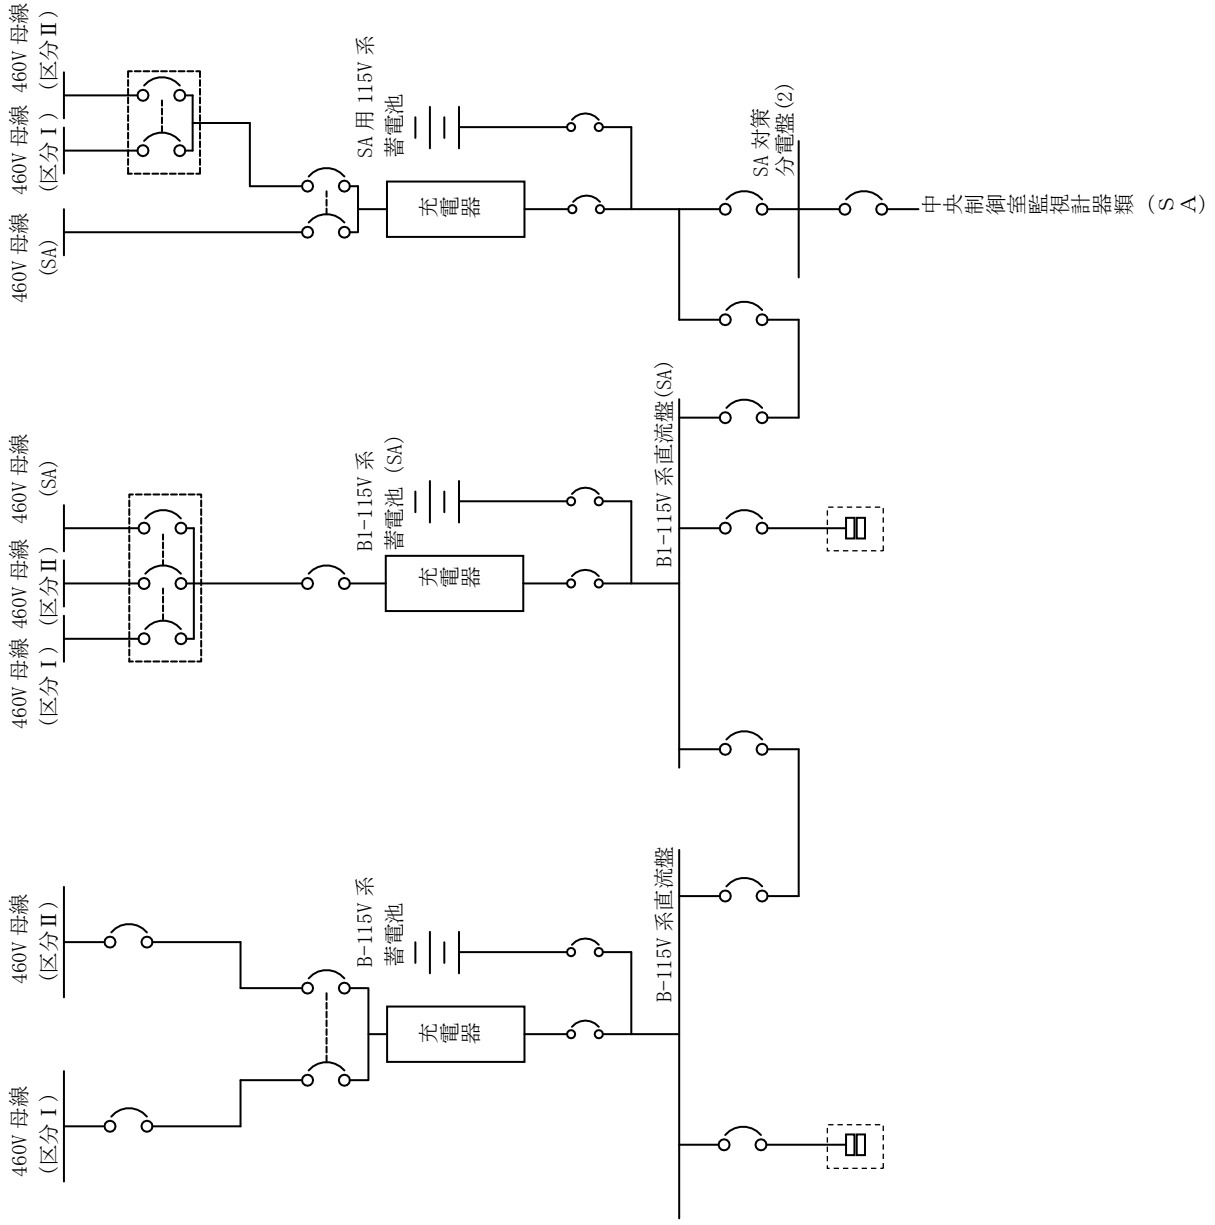 460V 母線
(区分Ⅰ)
460V 母線
(区分Ⅱ)
460V 母線
(区分Ⅰ)
460V 母線
(区分Ⅱ)
460V 母線
(SA)
460V 母線
(SA)
460V 母線
(区分Ⅰ)
460V 母線
(区分Ⅱ)
B-115V 系
蓄電池
充電器
B1-115V 系
蓄電池 (SA)
充電器
SA 用 115V 系
蓄電池
充電器
B-115V 系直流盤
B1-115V 系直流盤(SA)
SA 対策
分電盤(2)
中央制御室監視計器類(SA)